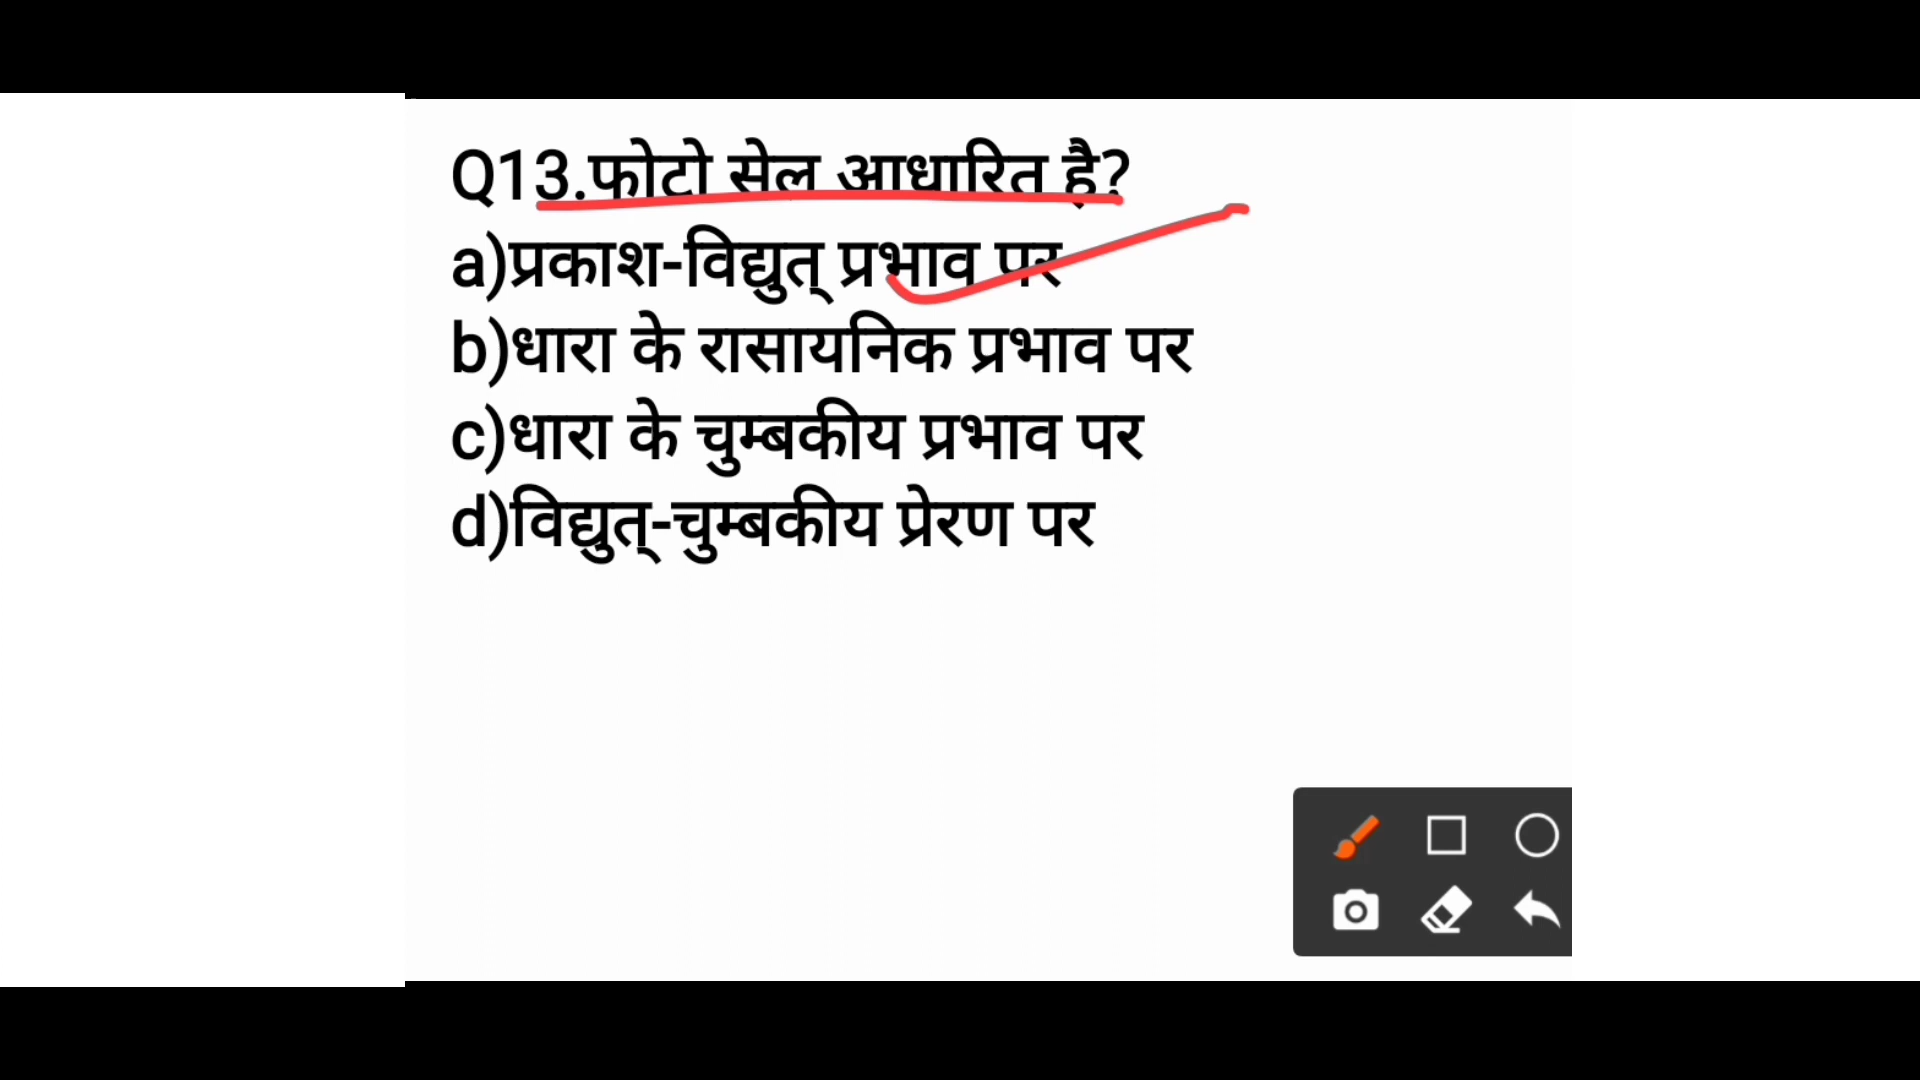 Q13.फोटो सेल आधारित है?
a)प्रकाश-विद्युत् प्रभाव पर
b)धारा के रासायनिक प्रभाव पर
c)धारा के चुम्बकीय प्रभाव पर
d)विद्युत्-चुम्बकीय प्रेरण पर